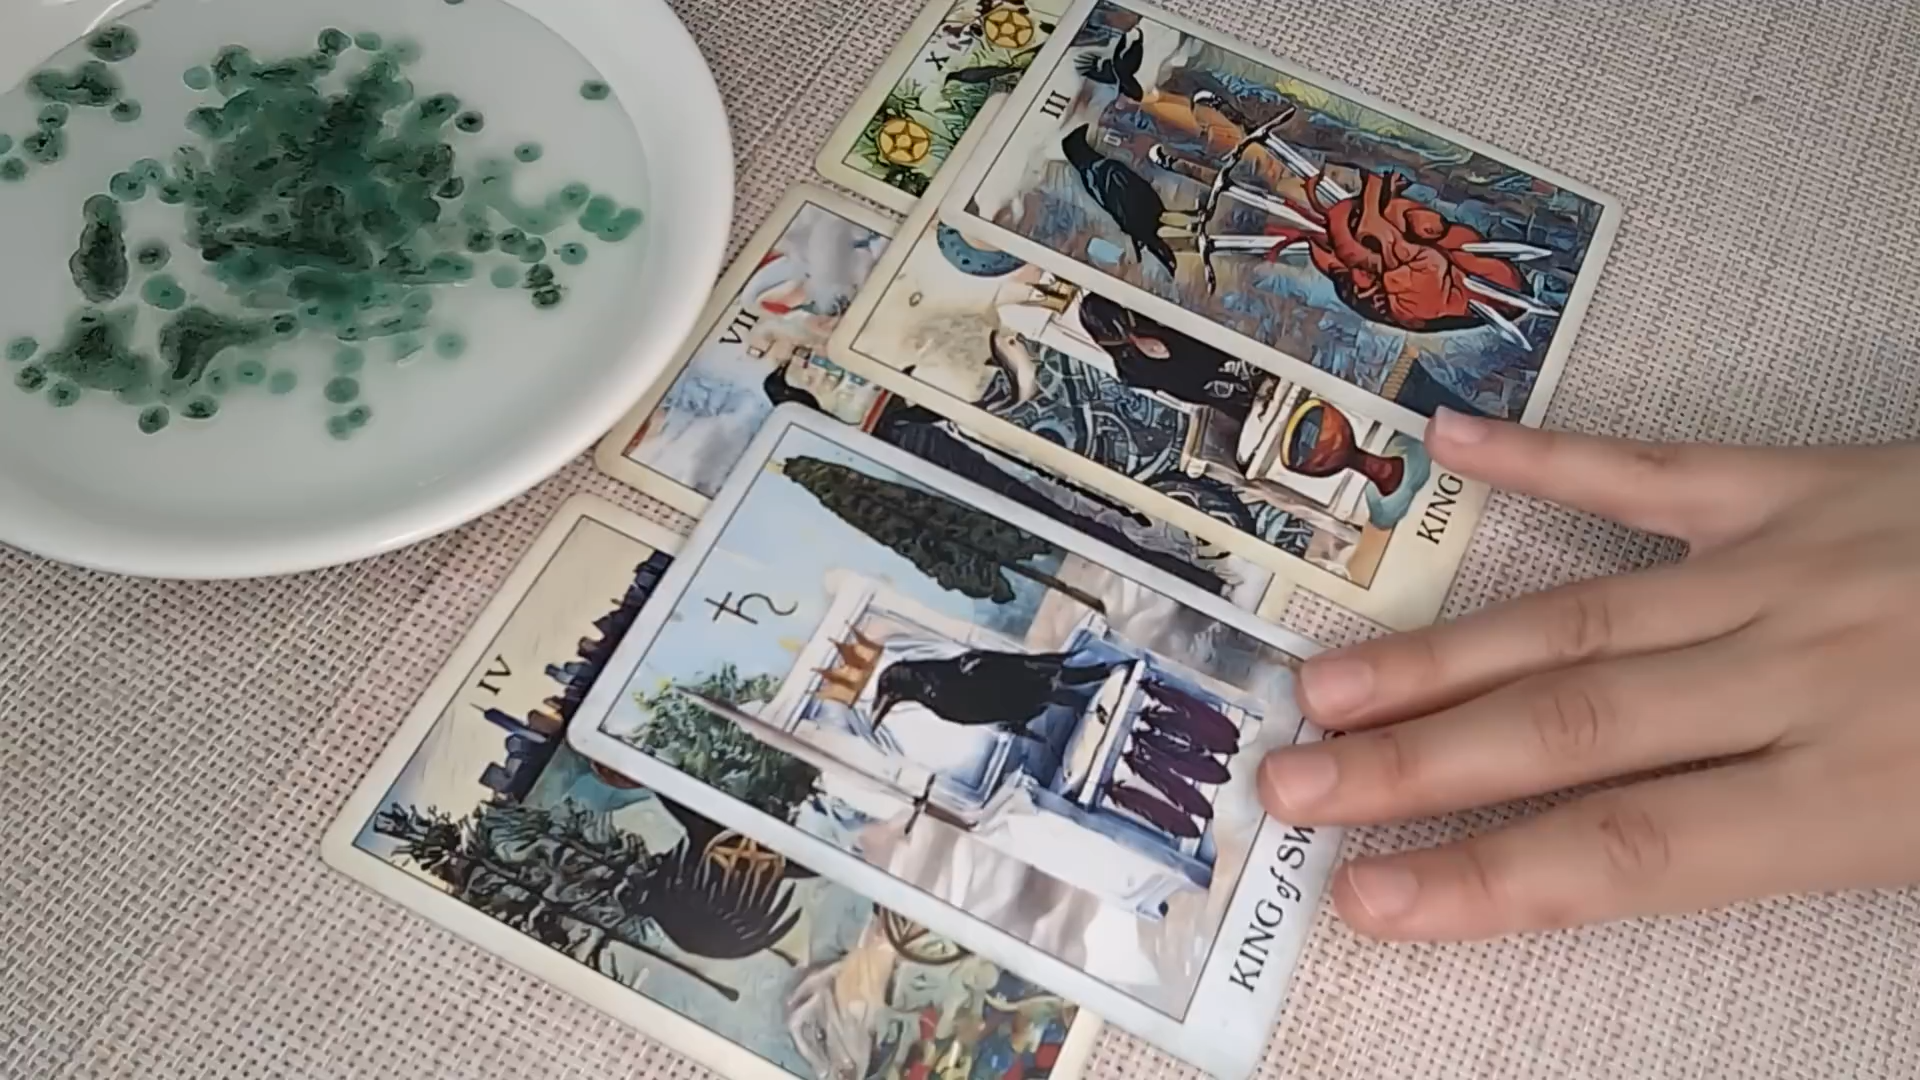 X
III
VII
KING
IV
KING of SW